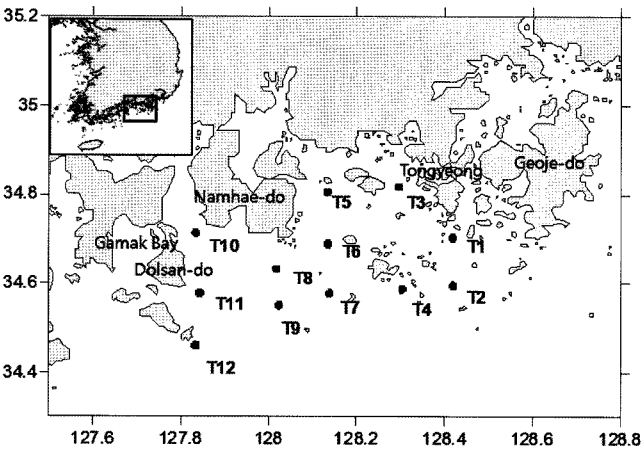 35.2
35
34.8
34.6
34.4
Tongyeong
Geoje-do
Namhae-do
T5
T3
Gamak Bay
T10
T6
T1
Dolsan-do
T8
T11
T9
T7
T4
T2
T12
127.6
127.8
128
128.2
128.4
128.6
128.8